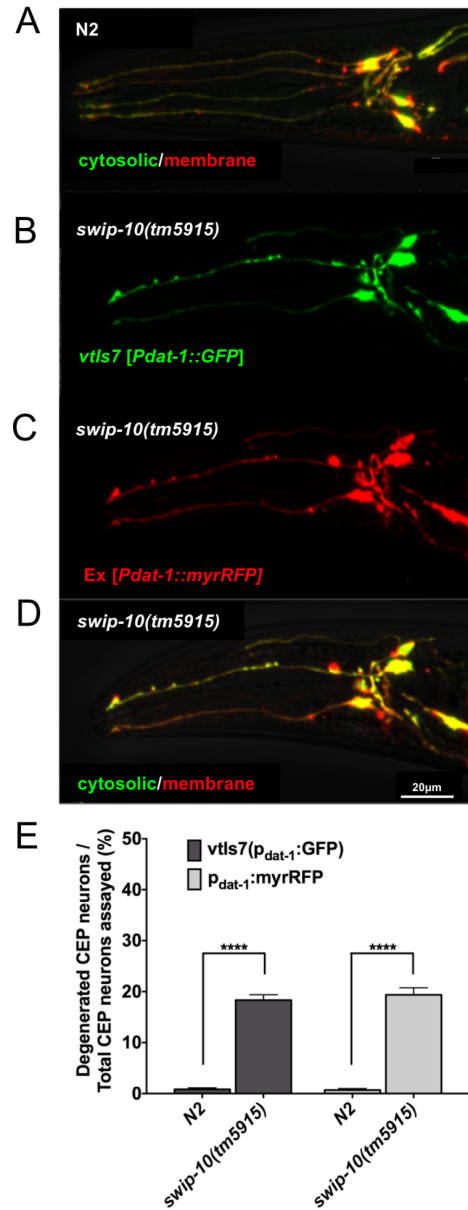 A
N2
cytosolic/membrane
B
swip-10(tm5915)
vtIs7 [Pdat-1::GFP]
C
swip-10(tm5915)
Ex [Pdat-1::myrRFP]
D
swip-10(tm5915)
cytosolic/membrane
20µm
E
Degenerated CEP neurons /
Total CEP neurons assayed (%)
50
40
30
20
10
0
vtIs7(pdat-1:GFP)
pdat-1:myrRFP
****
****
N2
swip-10(tm5915)
N2
swip-10(tm5915)